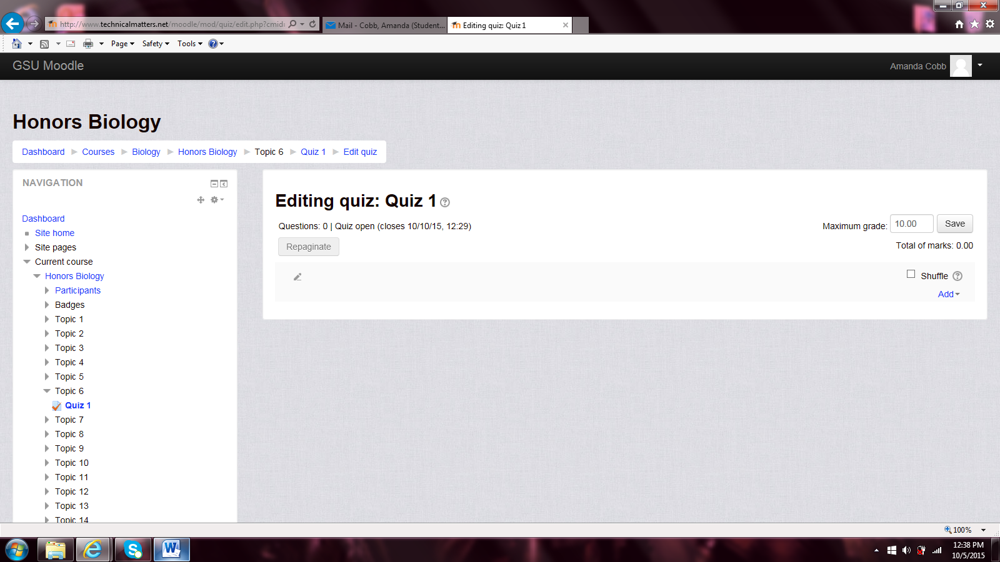 http://www.technicalmatters.net/moodle/mod/quiz/edit.php?cmid=
Mail - Cobb, Amanda (Student...
Editing quiz: Quiz 1
Page
Safety
Tools
GSU Moodle
Amanda Cobb
Honors Biology
Dashboard Courses Biology Honors Biology Topic 6 Quiz 1 Edit quiz
NAVIGATION
Dashboard
Site home
Site pages
Current course
Honors Biology
Participants
Badges
Topic 1
Topic 2
Topic 3
Topic 4
Topic 5
Topic 6
Quiz 1
Topic 7
Topic 8
Topic 9
Topic 10
Topic 11
Topic 12
Topic 13
Topic 14
Editing quiz: Quiz 1
Questions: 0 | Quiz open (closes 10/10/15, 12:29)
Maximum grade: 10.00 Save
Repaginate
Total of marks: 0.00
Shuffle
Add
100%
12:38 PM
10/5/2015